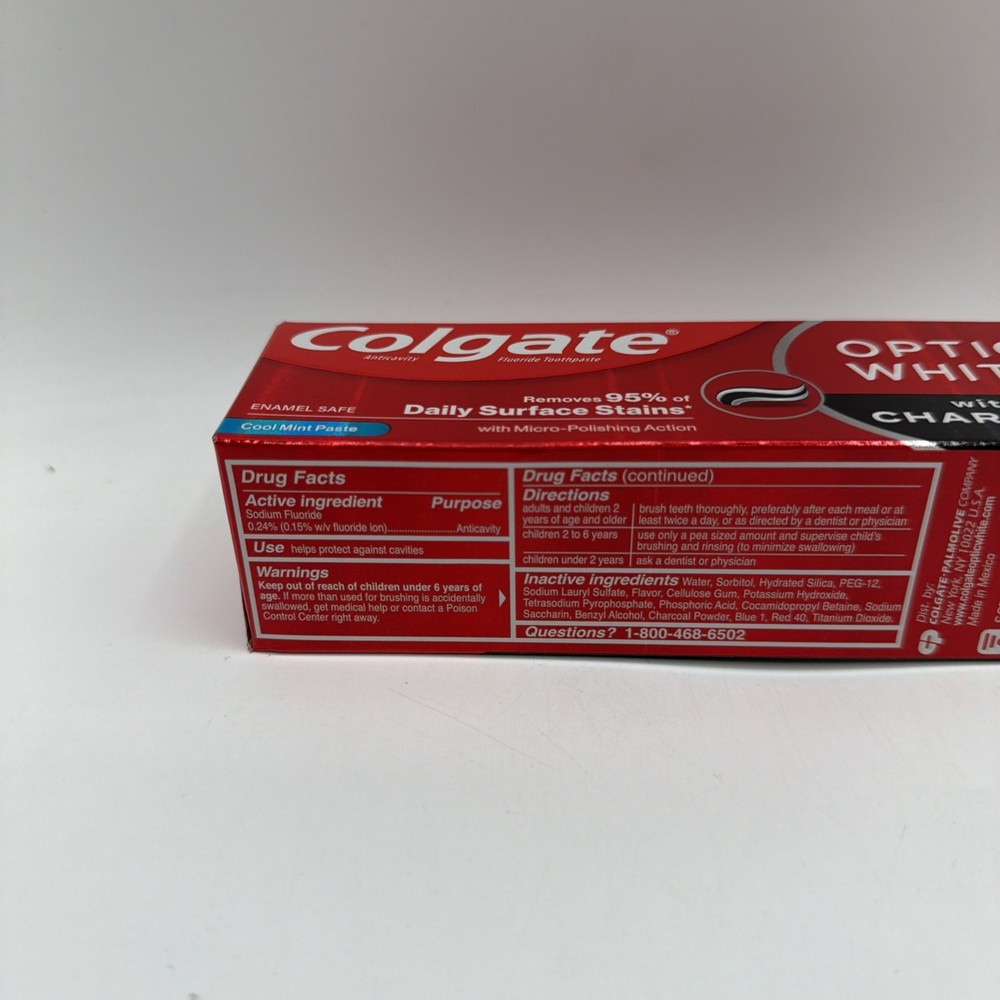 Colgate®
Anticavity Fluoride Toothpaste
ENAMEL SAFE
Cool Mint Paste
Removes 95% of
Daily Surface Stains*
with Micro-Polishing Action
OPTI
WHIT
wit
CHAR
Drug Facts
Active ingredient Purpose
Sodium Fluoride
0.24% (0.15% w/v fluoride ion)..........................Anticavity
Use helps protect against cavities
Warnings
Keep out of reach of children under 6 years of
age. If more than used for brushing is accidentally
swallowed, get medical help or contact a Poison
Control Center right away.
Drug Facts (continued)
Directions
adults and children 2
years of age and older
brush teeth thoroughly, preferably after each meal or at
least twice a day, or as directed by a dentist or physician
children 2 to 6 years
use only a pea sized amount and supervise child's
brushing and rinsing (to minimize swallowing)
children under 2 years
ask a dentist or physician
Inactive ingredients Water, Sorbitol, Hydrated Silica, PEG-12,
Sodium Lauryl Sulfate, Flavor, Cellulose Gum, Potassium Hydroxide,
Tetrasodium Pyrophosphate, Phosphoric Acid, Cocamidopropyl Betaine, Sodium
Saccharin, Benzyl Alcohol, Charcoal Powder, Blue 1, Red 40, Titanium Dioxide.
Questions? 1-800-468-6502
Dist. by:
COLGATE-PALMOLIVE COMPANY
New York, NY 10022 U.S.A.
www.colgateopticwhite.com
Made in Mexico
CP